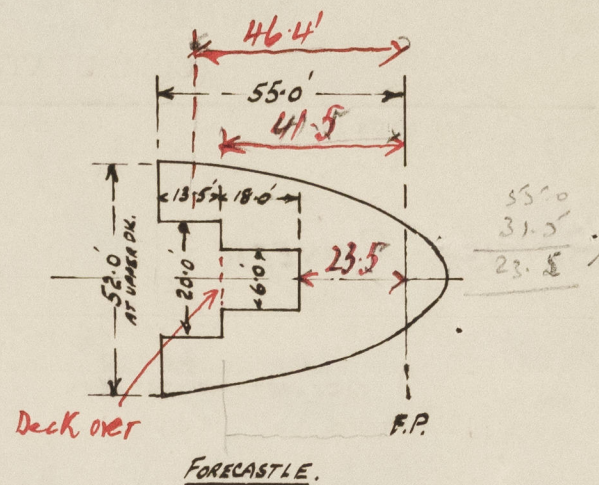 46.4'
55.0'
41.5
13.5' 18.0'
52.0'
AT UPPER DK.
20.0'
6.0'
23.5
55.0
31.5
23.5
Deck over
F.P.
FORECASTLE.